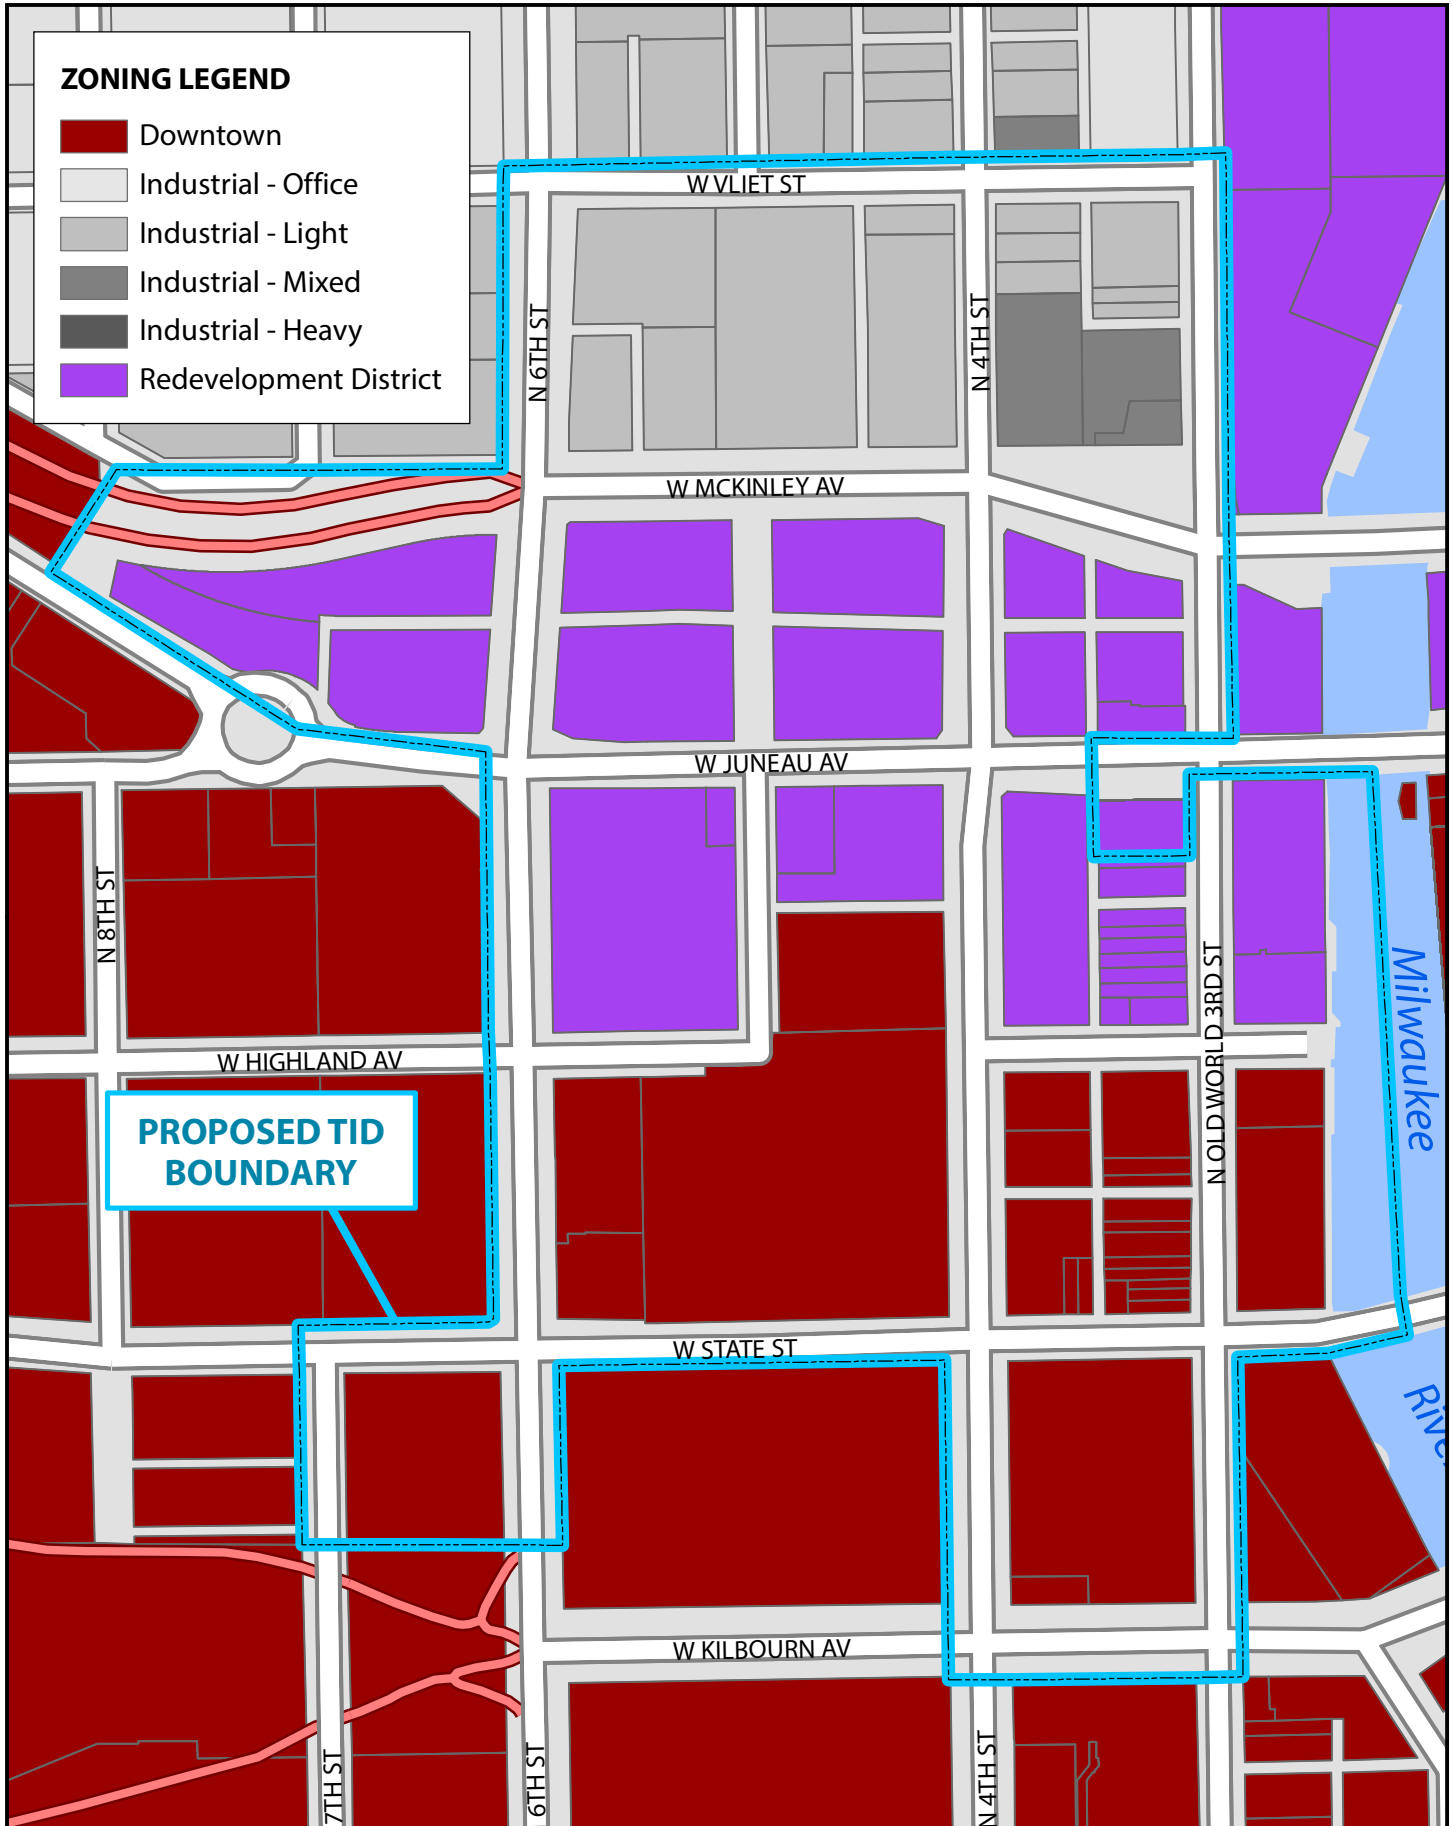 ZONING LEGEND
Downtown
Industrial - Office
Industrial - Light
Industrial - Mixed
Industrial - Heavy
Redevelopment District
W VLIET ST
N 6TH ST
N 4TH ST
W MCKINLEY AV
W JUNEAU AV
N 8TH ST
N OLD WORLD 3RD ST
Milwaukee
W HIGHLAND AV
PROPOSED TID
BOUNDARY
W STATE ST
River
W KILBOURN AV
7TH ST
6TH ST
N 4TH ST